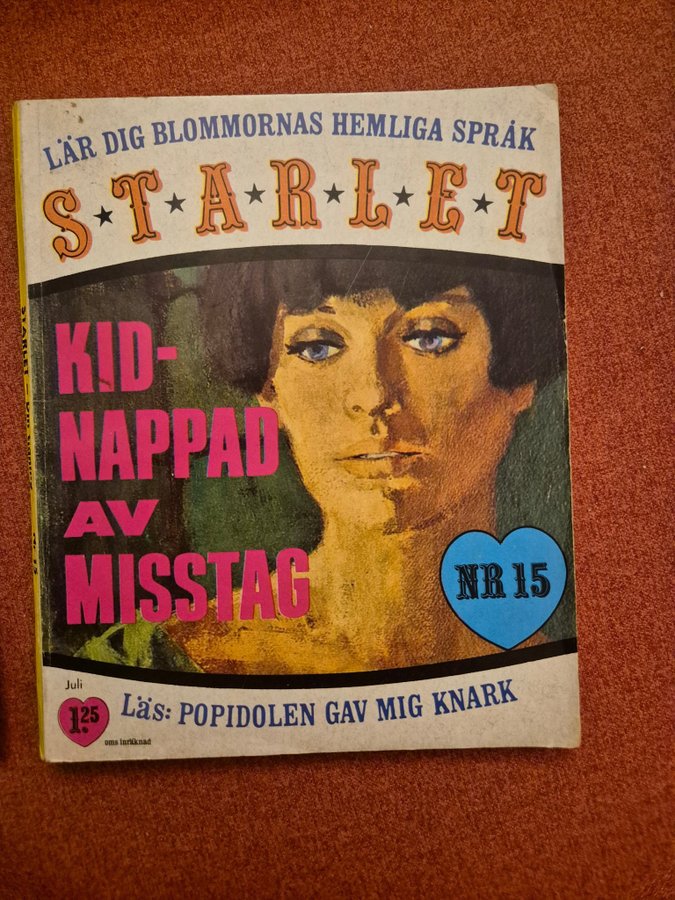 LÄR DIG BLOMMORNAS HEMLIGA SPRÅK
S★T★A★R★L★E★T
KID-
NAPPAD
AV
MISSTAG
NR 15
Juli
1.25
oms inräknad
Läs: POPIDOLEN GAV MIG KNARK
STARLET